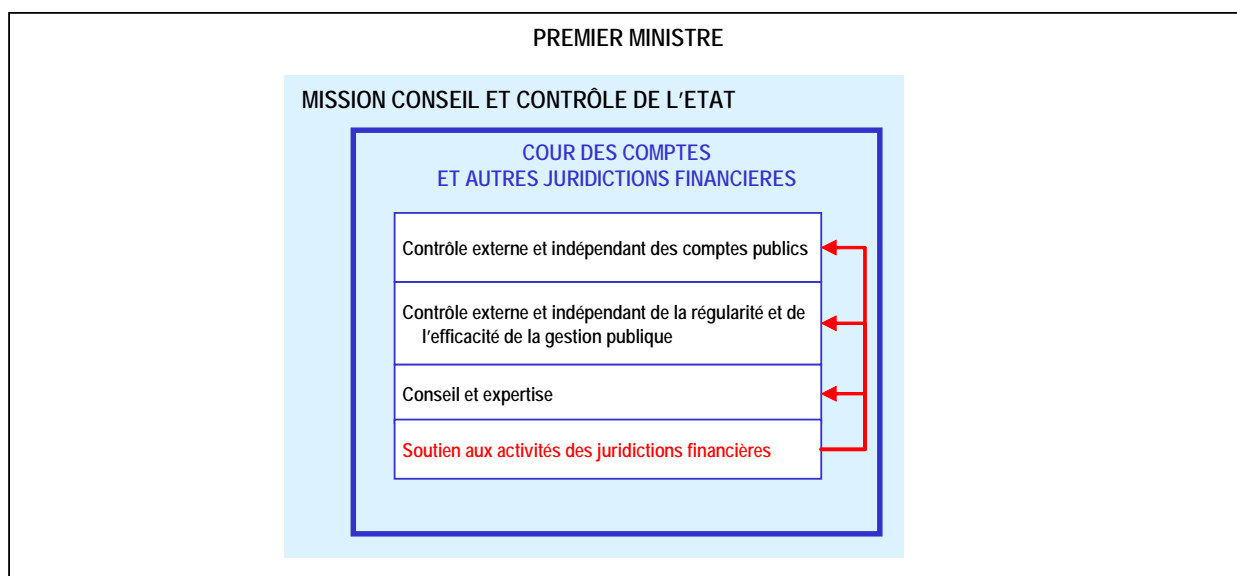 PREMIER MINISTRE
MISSION CONSEIL ET CONTRÔLE DE L'ETAT
COUR DES COMPTES
ET AUTRES JURIDICTIONS FINANCIERES
Contrôle externe et indépendant des comptes publics
Contrôle externe et indépendant de la régularité et de
l'efficacité de la gestion publique
Conseil et expertise
Soutien aux activités des juridictions financières